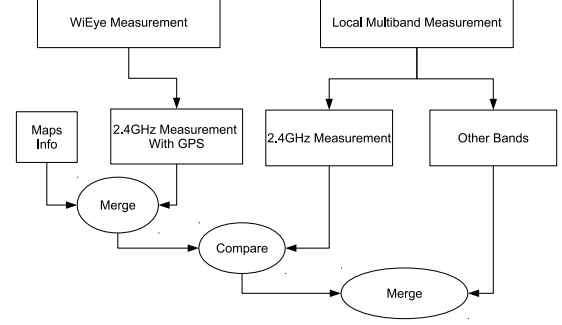 WiEye Measurement
Local Multiband Measurement
Maps
Info
2.4GHz Measurement
With GPS
2.4GHz Measurement
Other Bands
Merge
Compare
Merge